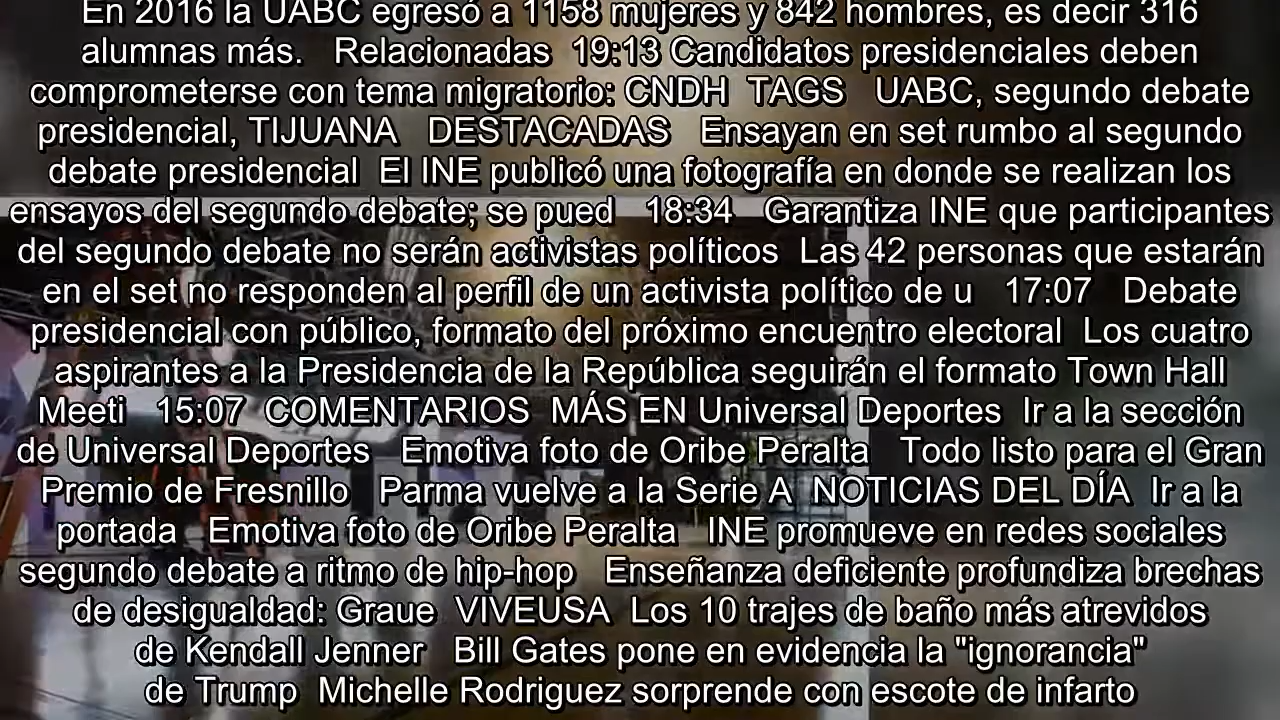 En 2016 la UABC egresó a 1158 mujeres y 842 hombres, es decir 316
alumnas más.   Relacionadas  19:13 Candidatos presidenciales deben
comprometerse con tema migratorio: CNDH  TAGS   UABC, segundo debate
presidencial, TIJUANA   DESTACADAS   Ensayan en set rumbo al segundo
debate presidencial  El INE publicó una fotografía en donde se realizan los
ensayos del segundo debate; se pued   18:34   Garantiza INE que participantes
del segundo debate no serán activistas políticos  Las 42 personas que estarán
en el set no responden al perfil de un activista político de u   17:07   Debate
presidencial con público, formato del próximo encuentro electoral  Los cuatro
aspirantes a la Presidencia de la República seguirán el formato Town Hall
Meeti   15:07  COMENTARIOS  MÁS EN Universal Deportes  Ir a la sección
de Universal Deportes   Emotiva foto de Oribe Peralta   Todo listo para el Gran
Premio de Fresnillo   Parma vuelve a la Serie A  NOTICIAS DEL DÍA  Ir a la
portada   Emotiva foto de Oribe Peralta   INE promueve en redes sociales
segundo debate a ritmo de hip-hop   Enseñanza deficiente profundiza brechas
de desigualdad: Graue  VIVEUSA  Los 10 trajes de baño más atrevidos
de Kendall Jenner   Bill Gates pone en evidencia la "ignorancia"
de Trump  Michelle Rodriguez sorprende con escote de infarto